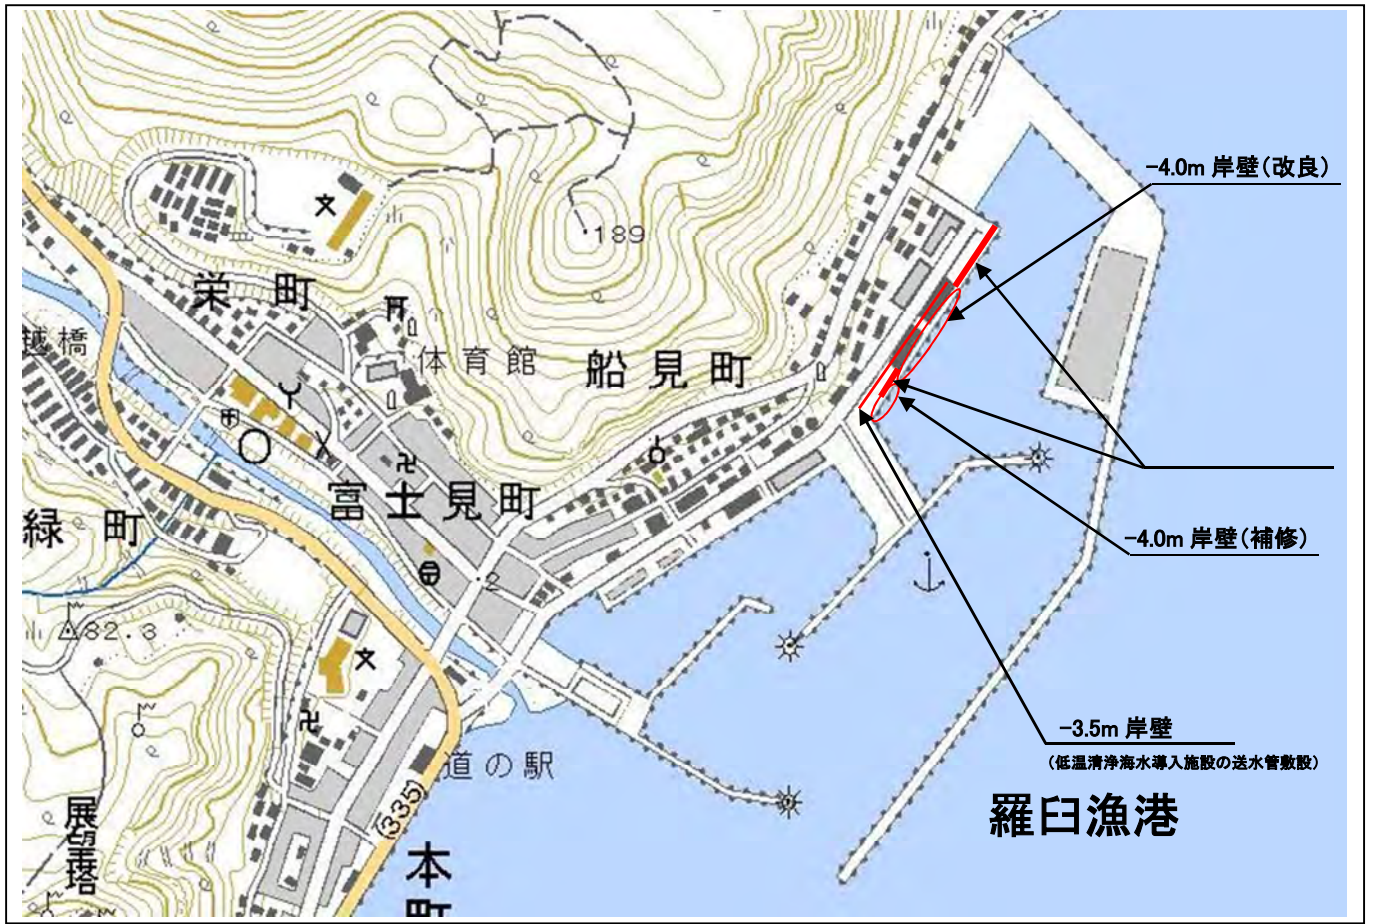 -4.0m 岸壁（改良）
189
栄 町
越橋
体育館
船見町
富士見町
緑 町
-4.0m 岸壁（補修）
2
82.3
-3.5m 岸壁
（低温清浄海水導入施設の送水管敷設）
道の駅
羅臼漁港
(335)
展望塔
本町